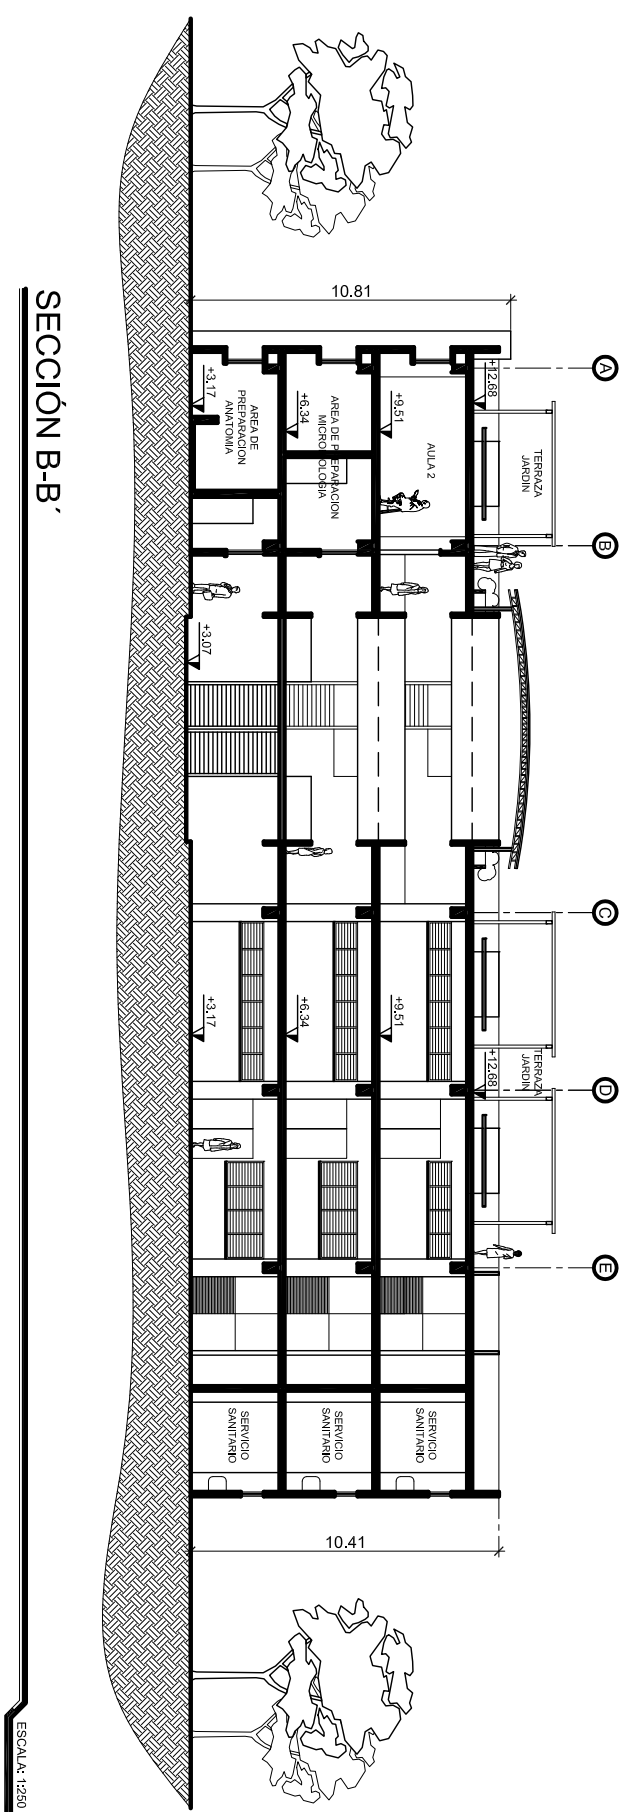 A
B
C
D
E
10.81
+12.68
TERRAZA
JARDIN
TERRAZA
JARDIN
+12.68
+9.51
AULA 2
+9.51
SERVICIO
SANITARIO
+6.34
AREA DE PREPARACION
MICROBIOLOGIA
+6.34
SERVICIO
SANITARIO
+3.17
AREA DE
PREPARACION
ANATOMIA
+3.07
+3.17
SERVICIO
SANITARIO
10.41
SECCIÓN B-B´
ESCALA: 1:250